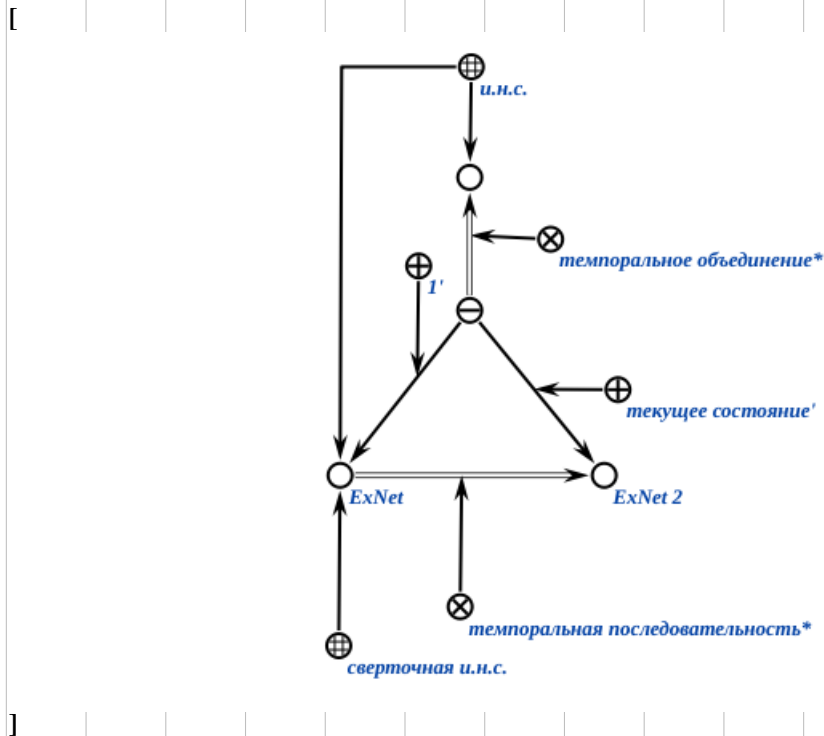 [
и.н.с.
темпоральное объединение*
1'
текущее состояние'
ExNet
ExNet 2
темпоральная последовательность*
сверточная и.н.с.
]